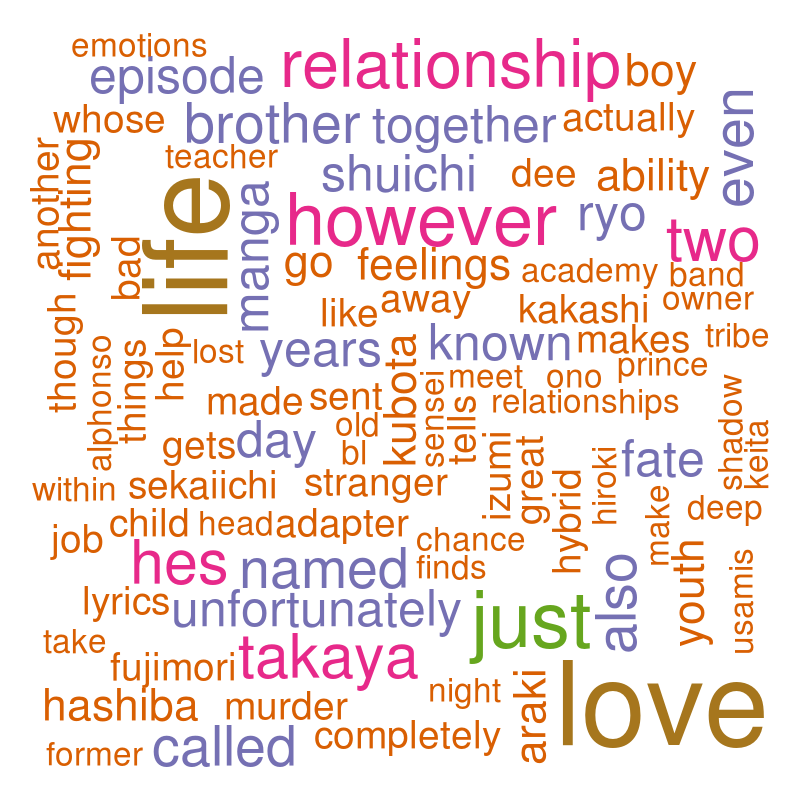 emotions
episode
relationship
boy
whose
brother
together
actually
even
another
fighting
teacher
shuichi
dee
ability
life
manga
however
ryo
two
bad
go
feelings
academy
band
though
like
away
kakashi
owner
alphonso
things
help
lost
years
kubota
known
makes
tribe
prince
made
sent
sensei
meet
ono
relationships
shadow
keita
gets
day
old
bl
tells
izumi
great
hiroki
fate
within
sekaiichi
stranger
hybrid
make
deep
job
child
head
adapter
chance
hes
named
finds
also
youth
usamis
lyrics
unfortunately
just
take
fujimori
takaya
love
hashiba
murder
night
araki
former
called
completely